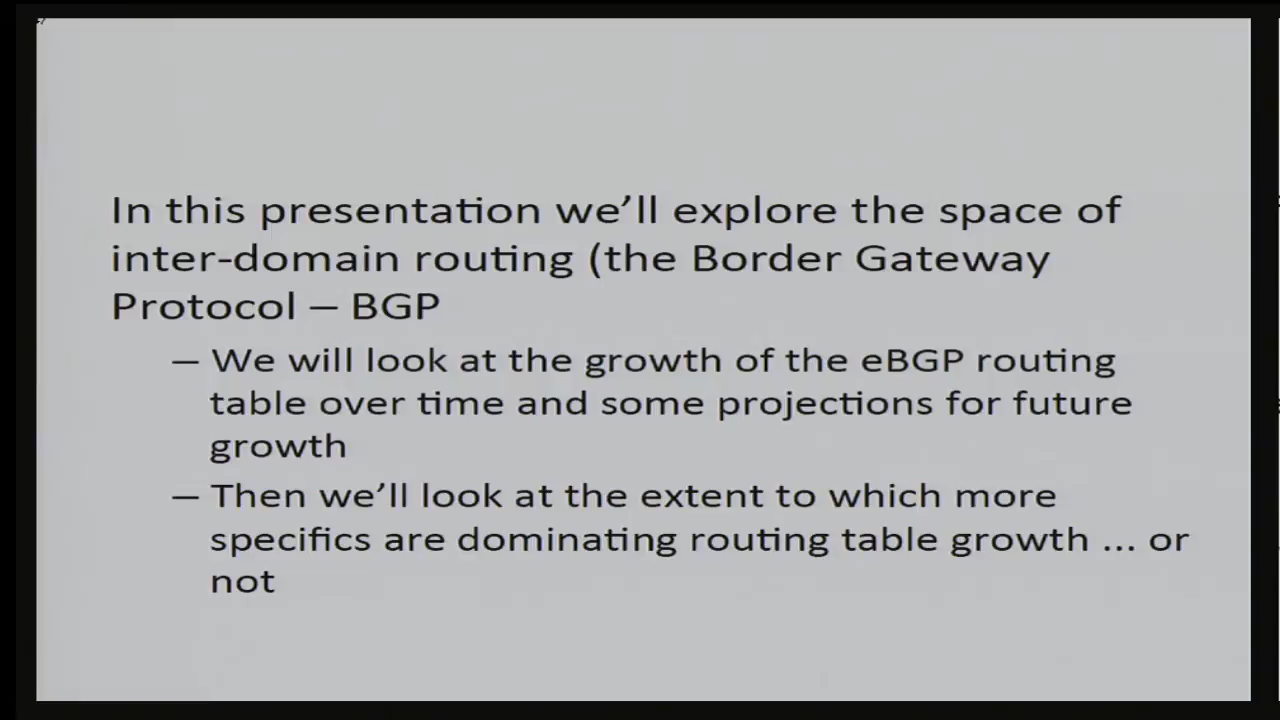 In this presentation we'll explore the space of
inter-domain routing (the Border Gateway
Protocol – BGP
– We will look at the growth of the eBGP routing
table over time and some projections for future
growth
– Then we'll look at the extent to which more
specifics are dominating routing table growth ... or
not